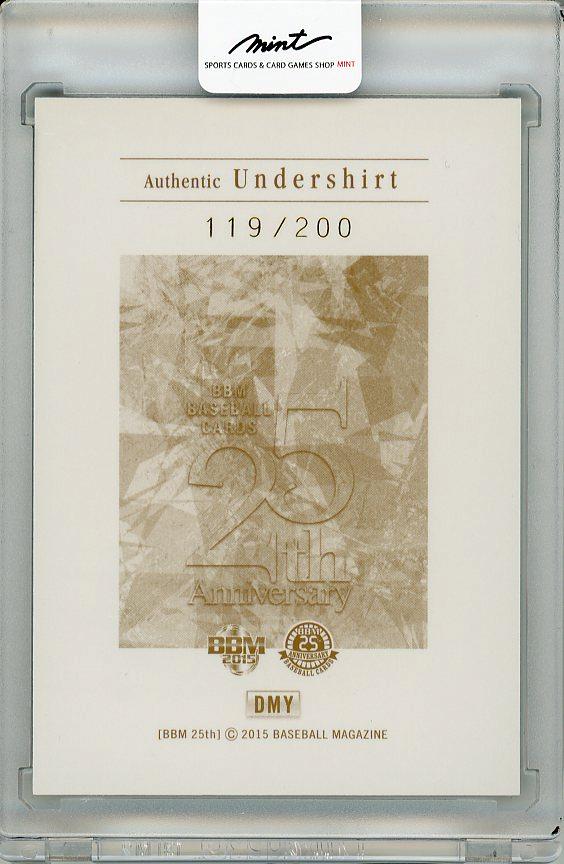 mint
SPORTS CARDS & CARD GAMES SHOP MINT
Authentic Undershirt
119/200
BBM
BASEBALL
CARDS
25th
Anniversary
BBM
2015
BBM
25
ANNIVERSARY
BASEBALL CARDS
DMY
[BBM 25th] © 2015 BASEBALL MAGAZINE